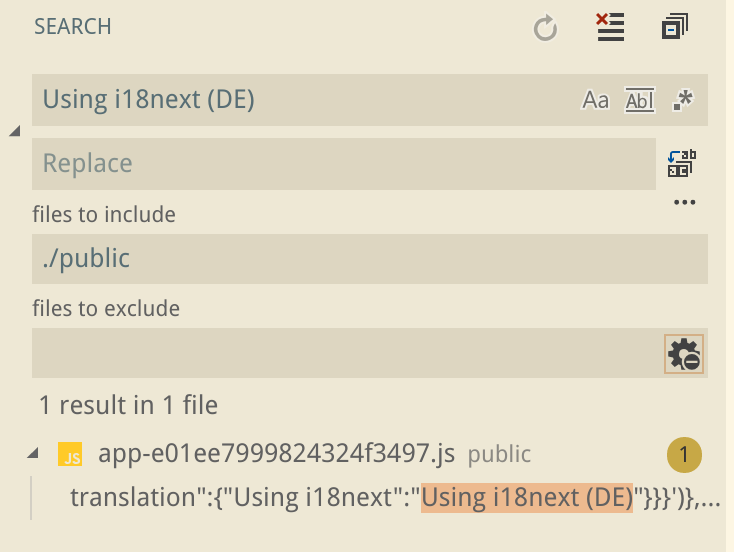 SEARCH
Using i18next (DE) Aa Abl .*
Replace
files to include
./public
files to exclude
1 result in 1 file
JS app-e01ee7999824324f3497.js public 1
translation":{"Using i18next":"Using i18next (DE)"}}}')},...